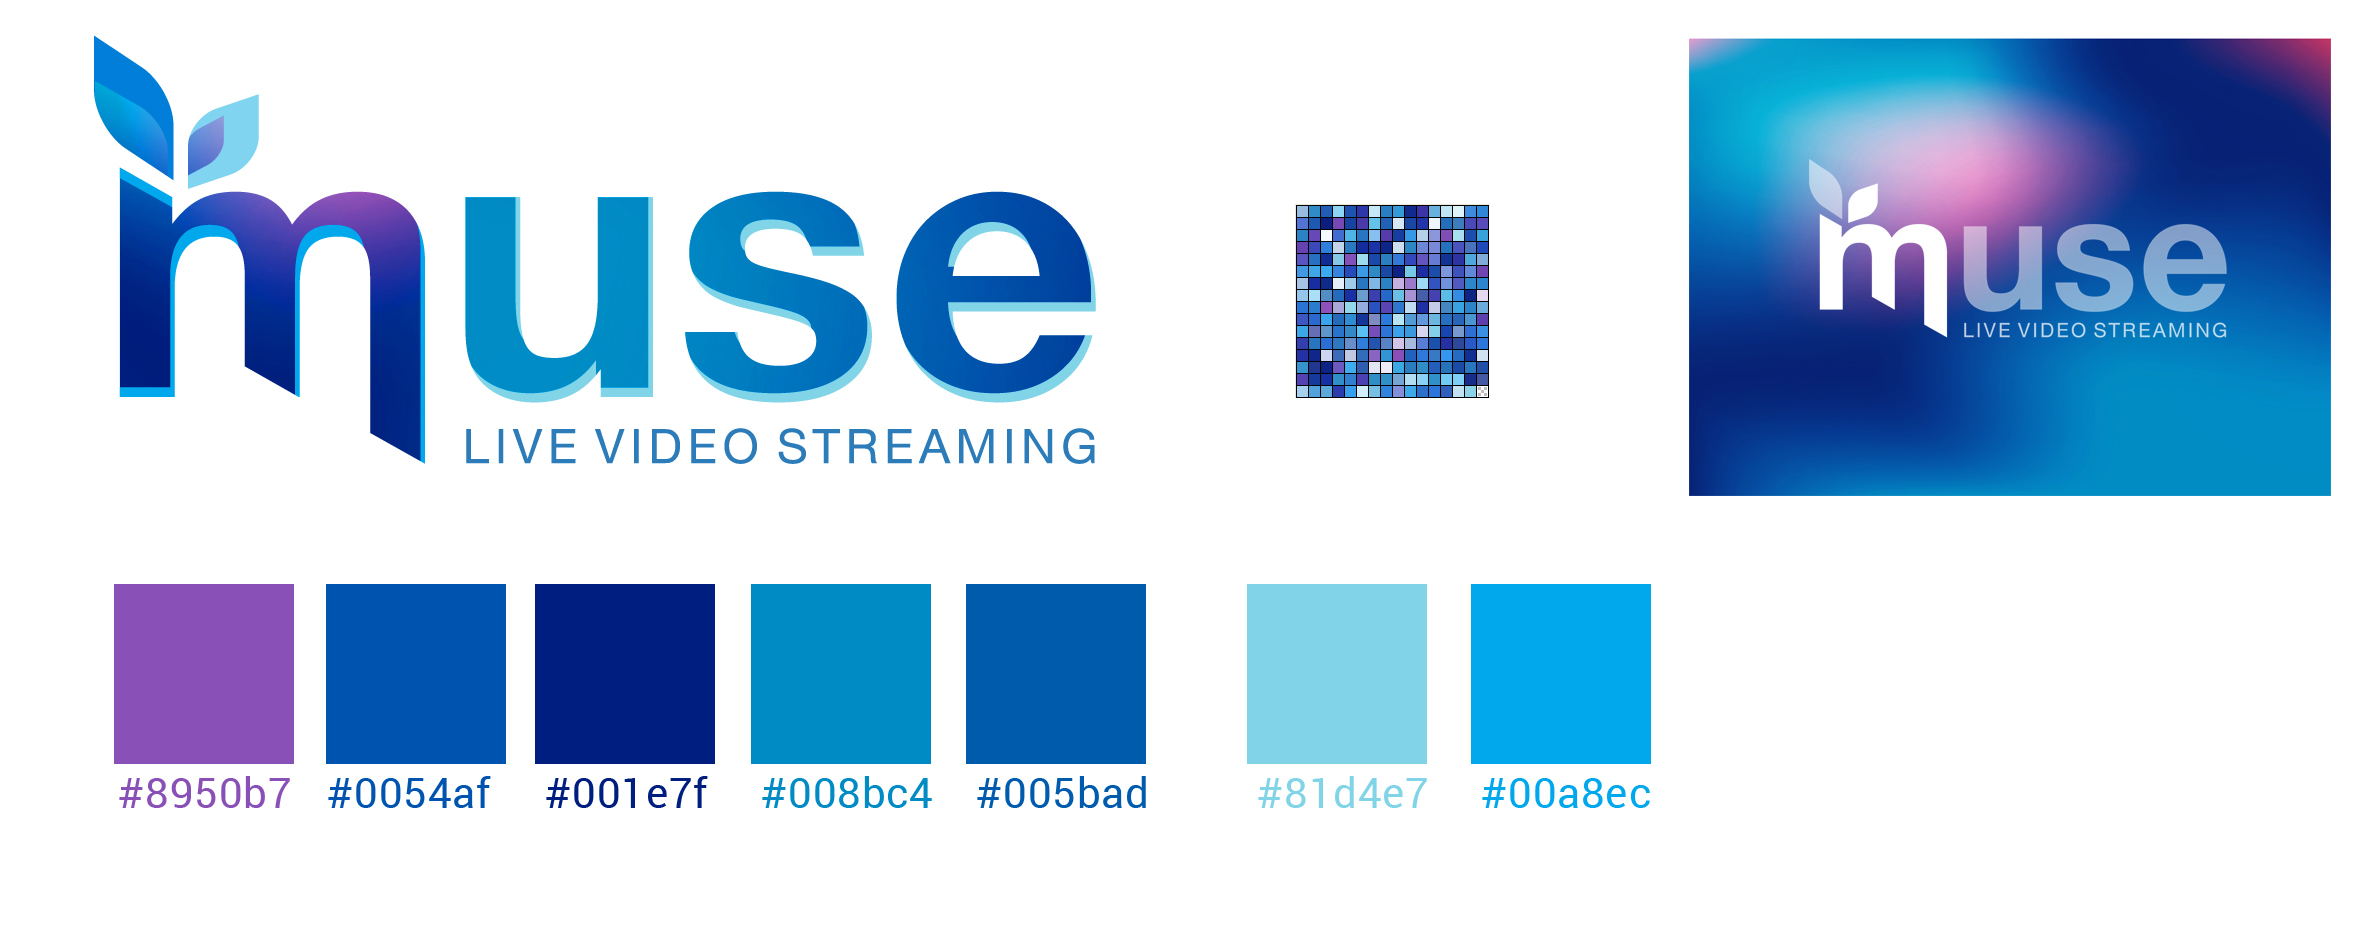 muse
LIVE VIDEO STREAMING
muse
LIVE VIDEO STREAMING
#8950b7
#0054af
#001e7f
#008bc4
#005bad
#81d4e7
#00a8ec